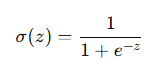 σ(z) = 1 / (1 + e^{-z})